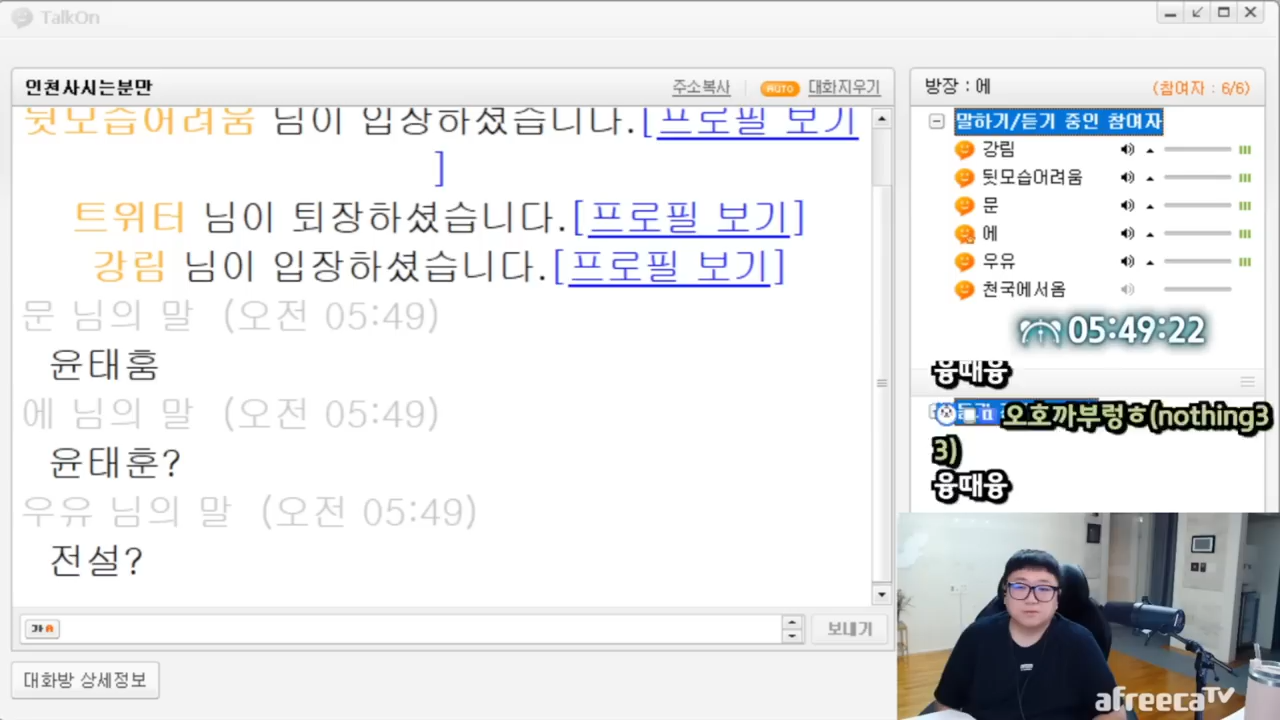 TalkOn
인천사시는분만
주소복사
AUTO
대화지우기
뒷모습어려움 님이 입장하셨습니다.[프로필 보기
]
트위터 님이 퇴장하셨습니다.[프로필 보기]
강림 님이 입장하셨습니다.[프로필 보기]
문 님의 말 (오전 05:49)
윤태훔
에 님의 말 (오전 05:49)
윤태훈?
우유 님의 말 (오전 05:49)
전설?
가
보내기
대화방 상세정보
방장 : 에
(참여자 : 6/6)
말하기/듣기 중인 참여자
강림
뒷모습어려움
문
에
우유
천국에서옴
05:49:22
융때융
오호까부렁ㅎ(nothing3
3)
융때융
afreecaTV